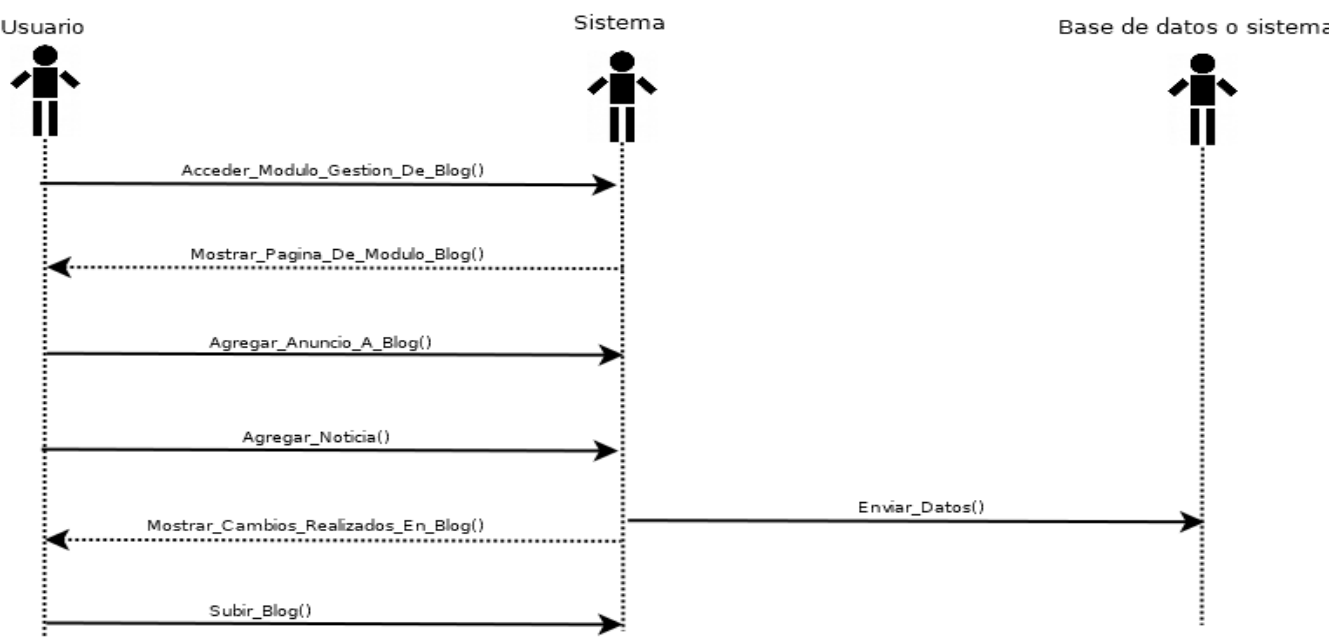 Usuario
Sistema
Base de datos o sistema
Acceder_Modulo_Gestion_De_Blog()
Mostrar_Pagina_De_Modulo_Blog()
Agregar_Anuncio_A_Blog()
Agregar_Noticia()
Enviar_Datos()
Mostrar_Cambios_Realizados_En_Blog()
Subir_Blog()